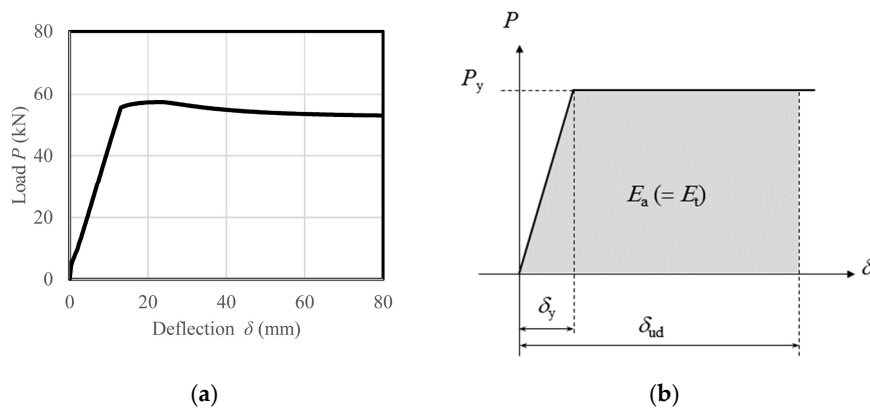 80
60
40
20
0
Load P (kN)
0 20 40 60 80
Deflection δ (mm)
(a)
P
Py
Ea (= Et)
δ
δy
δud
(b)